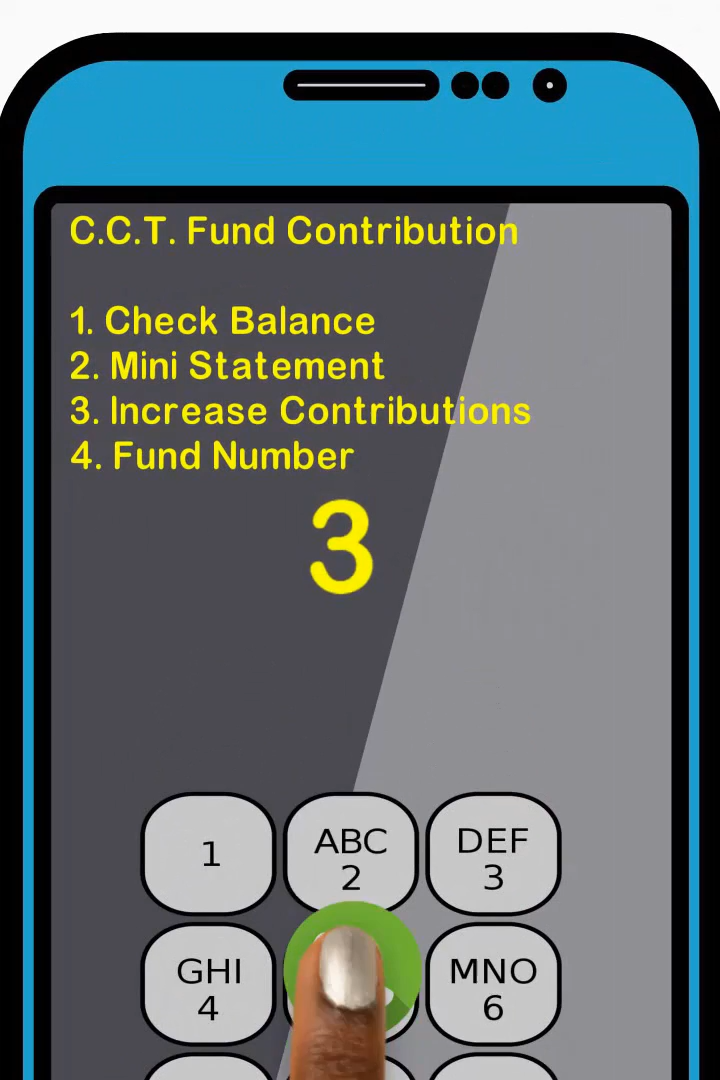 C.C.T. Fund Contribution
1. Check Balance
2. Mini Statement
3. Increase Contributions
4. Fund Number
3
1
ABC
2
DEF
3
GHI
4
MNO
6